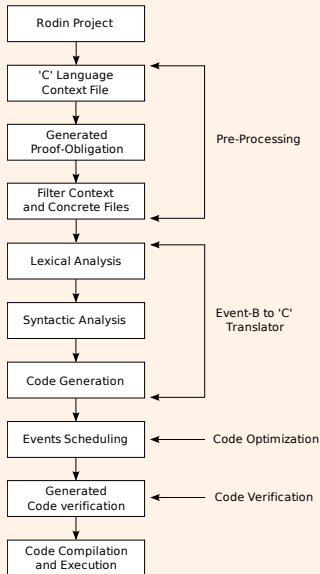 Rodin Project
'C' Language
Context File
Generated
Proof-Obligation
Pre-Processing
Filter Context
and Concrete Files
Lexical Analysis
Syntactic Analysis
Event-B to 'C'
Translator
Code Generation
Events Scheduling
Code Optimization
Generated
Code verification
Code Verification
Code Compilation
and Execution